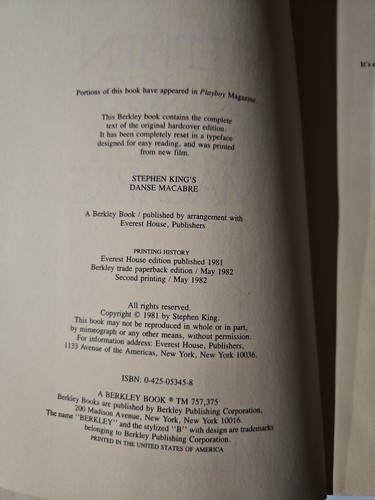 Portions of this book have appeared in Playboy Magazine.
This Berkley book contains the complete
text of the original hardcover edition.
It has been completely reset in a typeface
designed for easy reading, and was printed
from new film.
STEPHEN KING'S
DANSE MACABRE
A Berkley Book / published by arrangement with
Everest House, Publishers
PRINTING HISTORY
Everest House edition published 1981
Berkley trade paperback edition / May 1982
Second printing / May 1982
All rights reserved.
Copyright © 1981 by Stephen King.
This book may not be reproduced in whole or in part,
by mimeograph or any other means, without permission.
For information address: Everest House, Publishers,
1133 Avenue of the Americas, New York, New York 10036.
ISBN: 0-425-05345-8
A BERKLEY BOOK ® TM 757,375
Berkley Books are published by Berkley Publishing Corporation,
200 Madison Avenue, New York, New York 10016.
The name "BERKLEY" and the stylized "B" with design are trademarks
belonging to Berkley Publishing Corporation.
PRINTED IN THE UNITED STATES OF AMERICA
It's